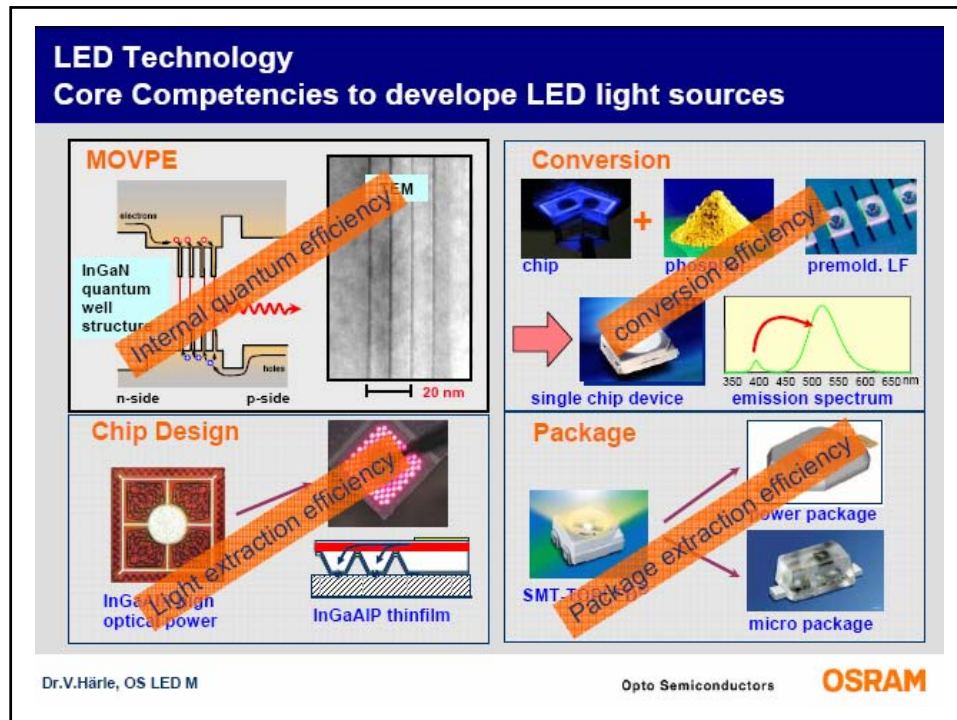 LED Technology
Core Competencies to develope LED light sources
MOVPE
electrons
InGaN
quantum
well
structure
holes
n-side
p-side
20 nm
Internal quantum efficiency
Conversion
chip
+
premold. LF
single chip device
350 400 450 500 550 600 650 nm
emission spectrum
conversion efficiency
Chip Design
optical power
InGaAlP thinfilm
Light extraction efficiency
Package
power package
micro package
Package extraction efficiency
Dr.V.Härle, OS LED M
Opto Semiconductors
OSRAM